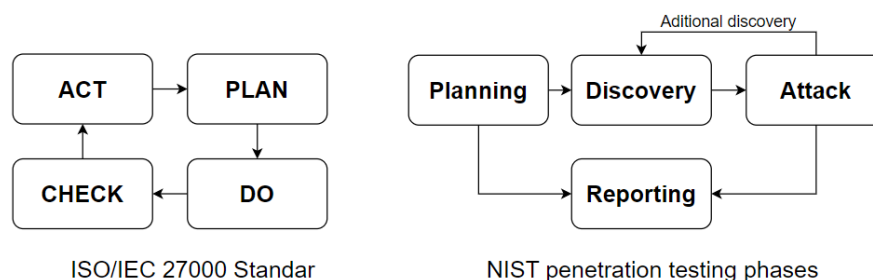 Aditional discovery
ACT
PLAN
Planning
Discovery
Attack
CHECK
DO
Reporting
ISO/IEC 27000 Standar
NIST penetration testing phases